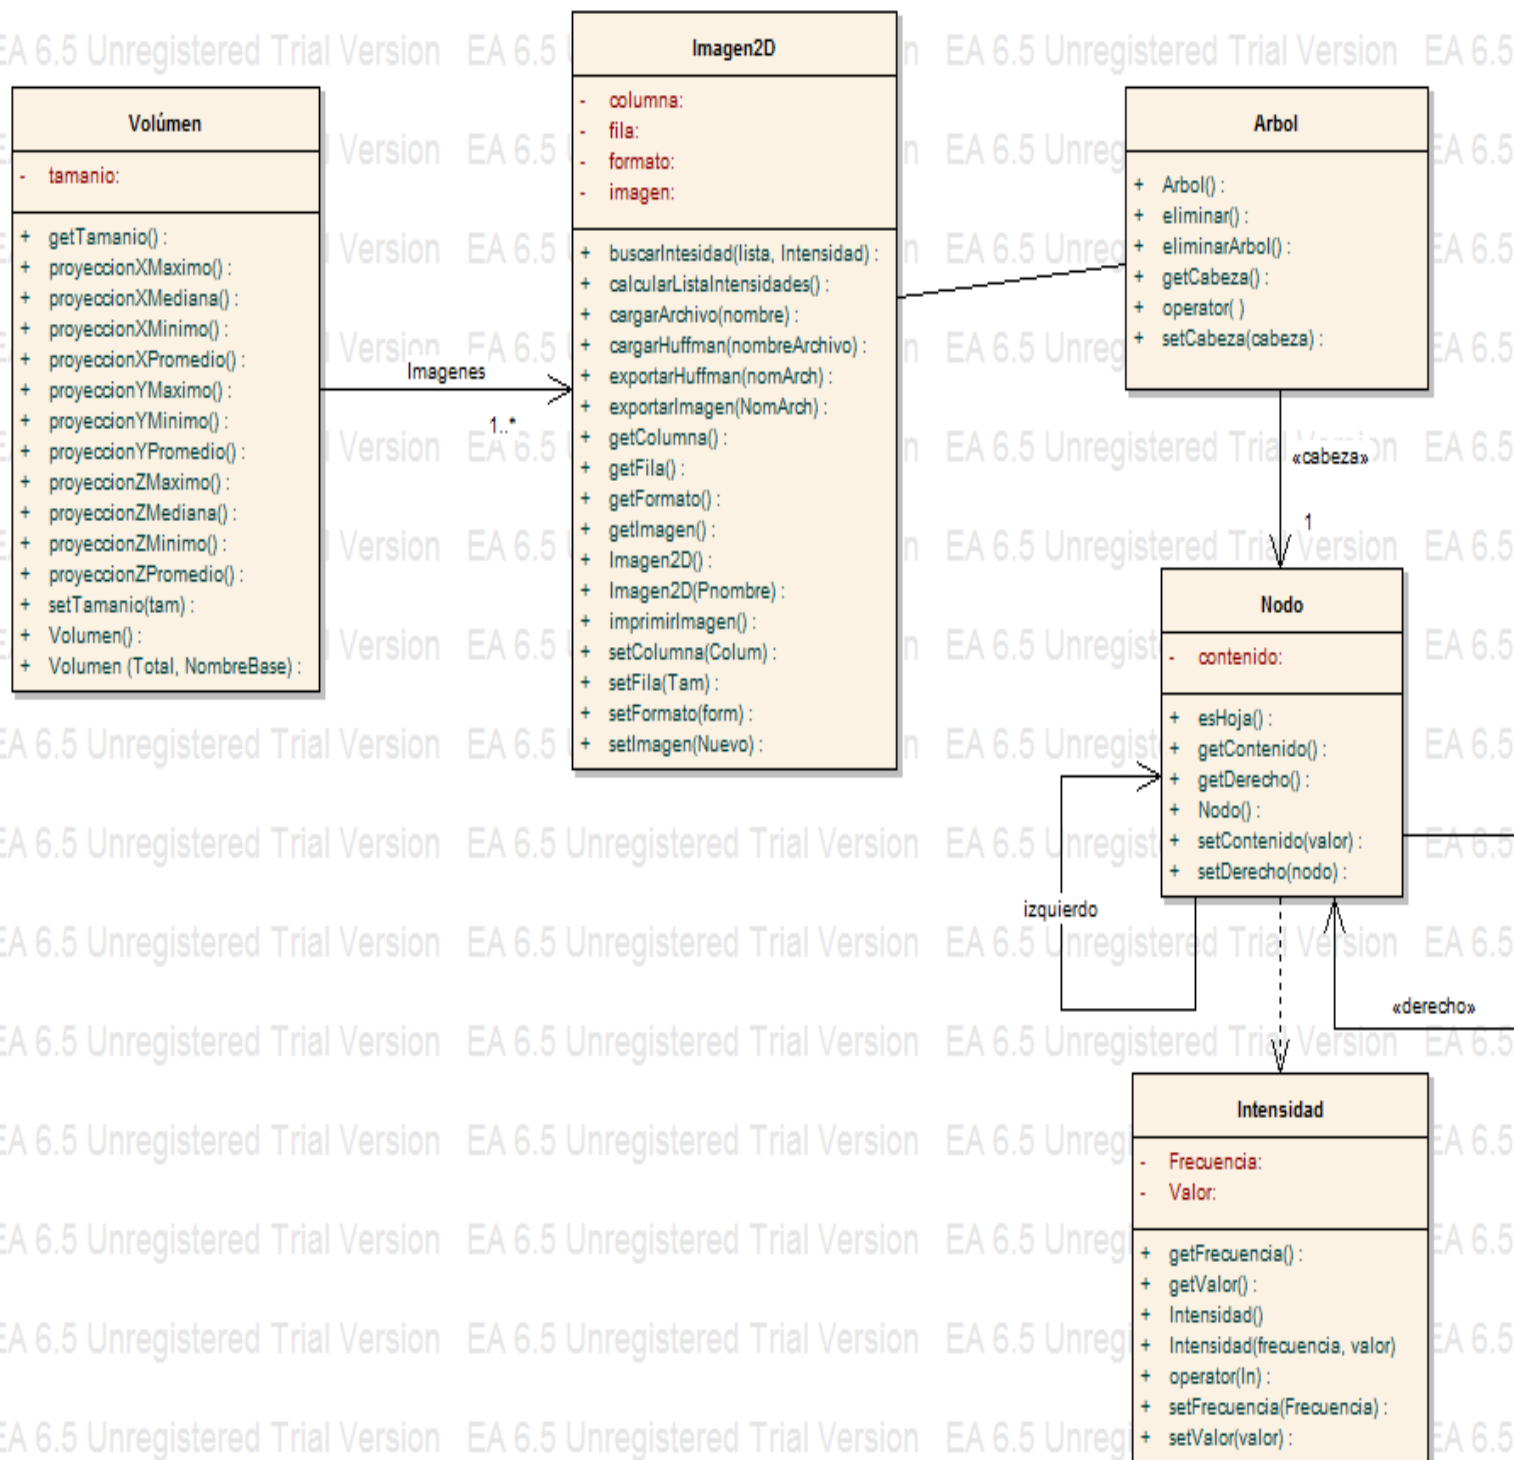 Volúmen
- tamanio:
+ getTamanio() :
+ proyeccionXMaximo() :
+ proyeccionXMediana() :
+ proyeccionXMinimo() :
+ proyeccionXPromedio() :
+ proyeccionYMaximo() :
+ proyeccionYMinimo() :
+ proyeccionYPromedio() :
+ proyeccionZMaximo() :
+ proyeccionZMediana() :
+ proyeccionZMinimo() :
+ proyeccionZPromedio() :
+ setTamanio(tam) :
+ Volumen() :
+ Volumen (Total, NombreBase) :
Imagenes
1..*
Imagen2D
- columna:
- fila:
- formato:
- imagen:
+ buscarIntesidad(lista, Intensidad) :
+ calcularListaIntensidades() :
+ cargarArchivo(nombre) :
+ cargarHuffman(nombreArchivo) :
+ exportarHuffman(nomArch) :
+ exportarImagen(NomArch) :
+ getColumna() :
+ getFila() :
+ getFormato() :
+ getImagen() :
+ Imagen2D() :
+ Imagen2D(Pnombre) :
+ imprimirImagen() :
+ setColumna(Colum) :
+ setFila(Tam) :
+ setFormato(form) :
+ setImagen(Nuevo) :
Arbol
+ Arbol() :
+ eliminar() :
+ eliminarArbol() :
+ getCabeza() :
+ operator( )
+ setCabeza(cabeza) :
«cabeza»
1
Nodo
- contenido:
+ esHoja() :
+ getContenido() :
+ getDerecho() :
+ Nodo() :
+ setContenido(valor) :
+ setDerecho(nodo) :
izquierdo
«derecho»
Intensidad
- Frecuencia:
- Valor:
+ getFrecuencia() :
+ getValor() :
+ Intensidad()
+ Intensidad(frecuencia, valor)
+ operator(In) :
+ setFrecuencia(Frecuencia) :
+ setValor(valor) :
EA 6.5 Unregistered Trial Version